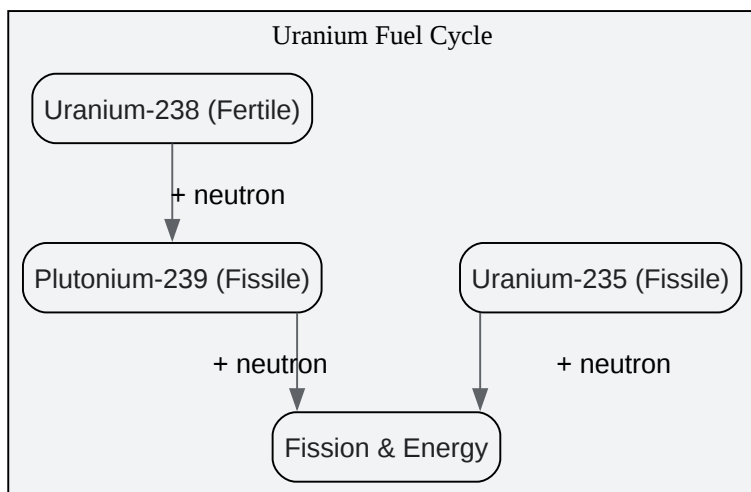 Uranium Fuel Cycle
Uranium-238 (Fertile)
+ neutron
Plutonium-239 (Fissile)
Uranium-235 (Fissile)
+ neutron
+ neutron
Fission & Energy